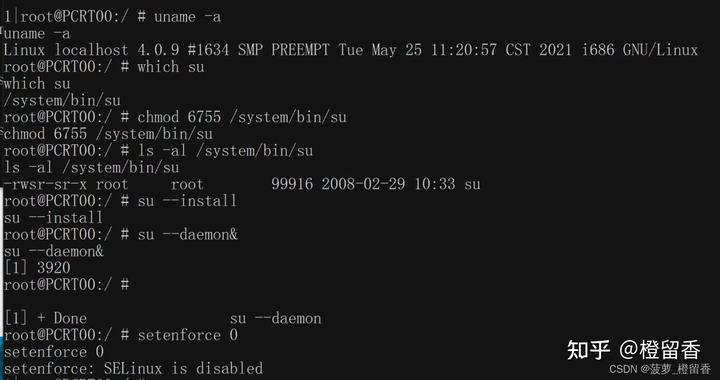 1|root@PCRT00:/ # uname -a
uname -a
Linux localhost 4.0.9 #1634 SMP PREEMPT Tue May 25 11:20:57 CST 2021 i686 GNU/Linux
root@PCRT00:/ # which su
which su
/system/bin/su
root@PCRT00:/ # chmod 6755 /system/bin/su
chmod 6755 /system/bin/su
root@PCRT00:/ # ls -al /system/bin/su
ls -al /system/bin/su
-rwsr-sr-x root     root        99916 2008-02-29 10:33 su
root@PCRT00:/ # su --install
su --install
root@PCRT00:/ # su --daemon&
su --daemon&
[1] 3920
root@PCRT00:/ #
[1] + Done                 su --daemon
root@PCRT00:/ # setenforce 0
setenforce 0
setenforce: SELinux is disabled
知乎 @橙留香
CSDN @菠萝_橙留香